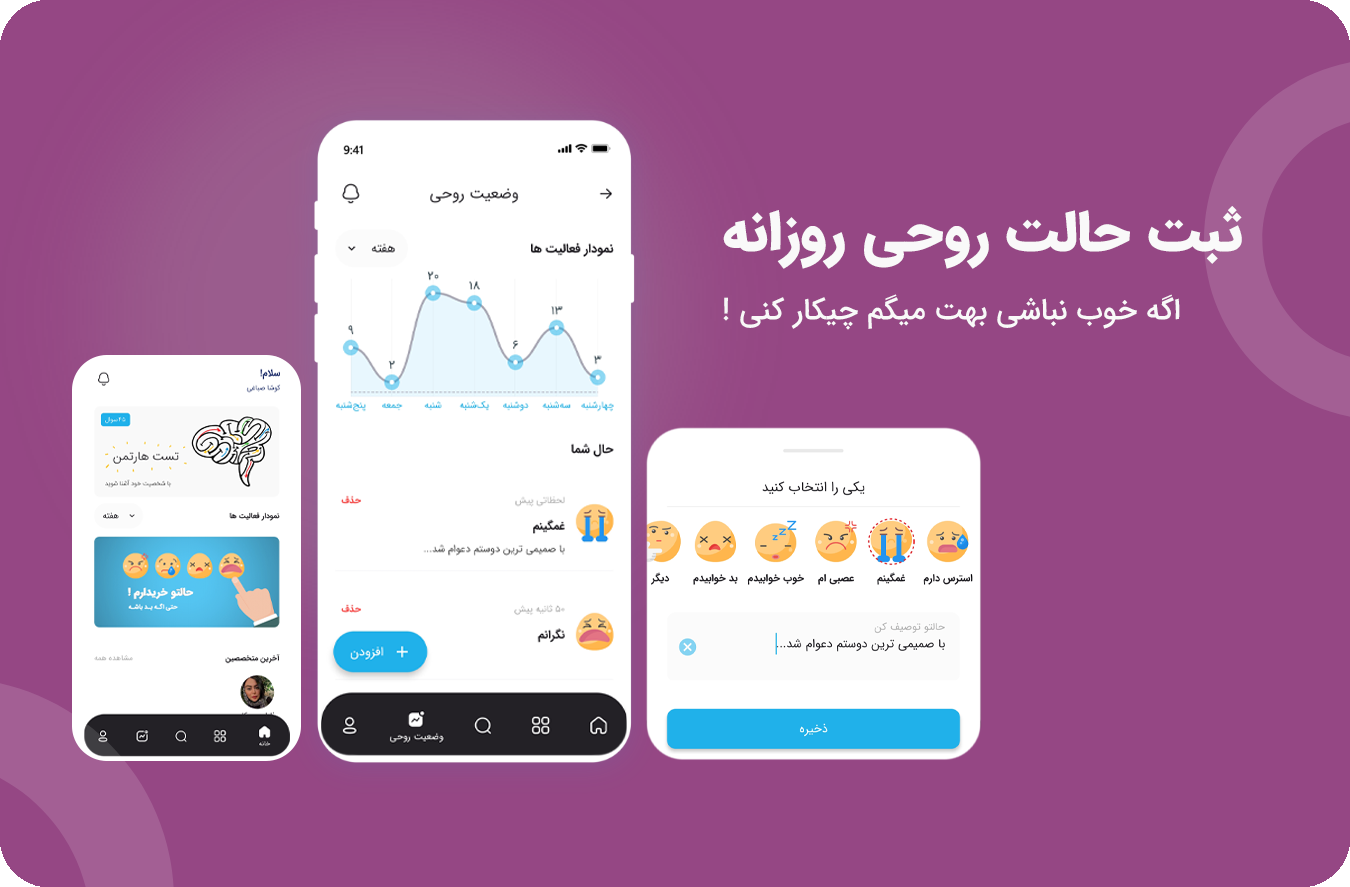 ثبت حالت روحی روزانه
اگه خوب نباشی بهت میگم چیکار کنی !
9:41
وضعیت روحی
نمودار فعالیت ها
هفته
۹
۲
۲۰
۱۸
۶
۱۳
۳
پنج‌شنبه
جمعه
شنبه
یک‌شنبه
دوشنبه
سه‌شنبه
چهارشنبه
حال شما
لحظاتی پیش
حذف
غمگینم
با صمیمی ترین دوستم دعوام شد...
۵۰ ثانیه پیش
حذف
نگرانم
افزودن
وضعیت روحی
یکی را انتخاب کنید
استرس دارم
غمگینم
عصبی ام
خوب خوابیدم
بد خوابیدم
دیگر
حالتو توصیف کن
با صمیمی ترین دوستم دعوام شد...
ذخیره
سلام!
کوشا صباغی
۴۵ سوال
تست هارتمن
با شخصیت خود آشنا شوید
نمودار فعالیت ها
هفته
حالتو خریدارم !
حتی اگه بد باشه
آخرین متخصصین
مشاهده همه
خانه